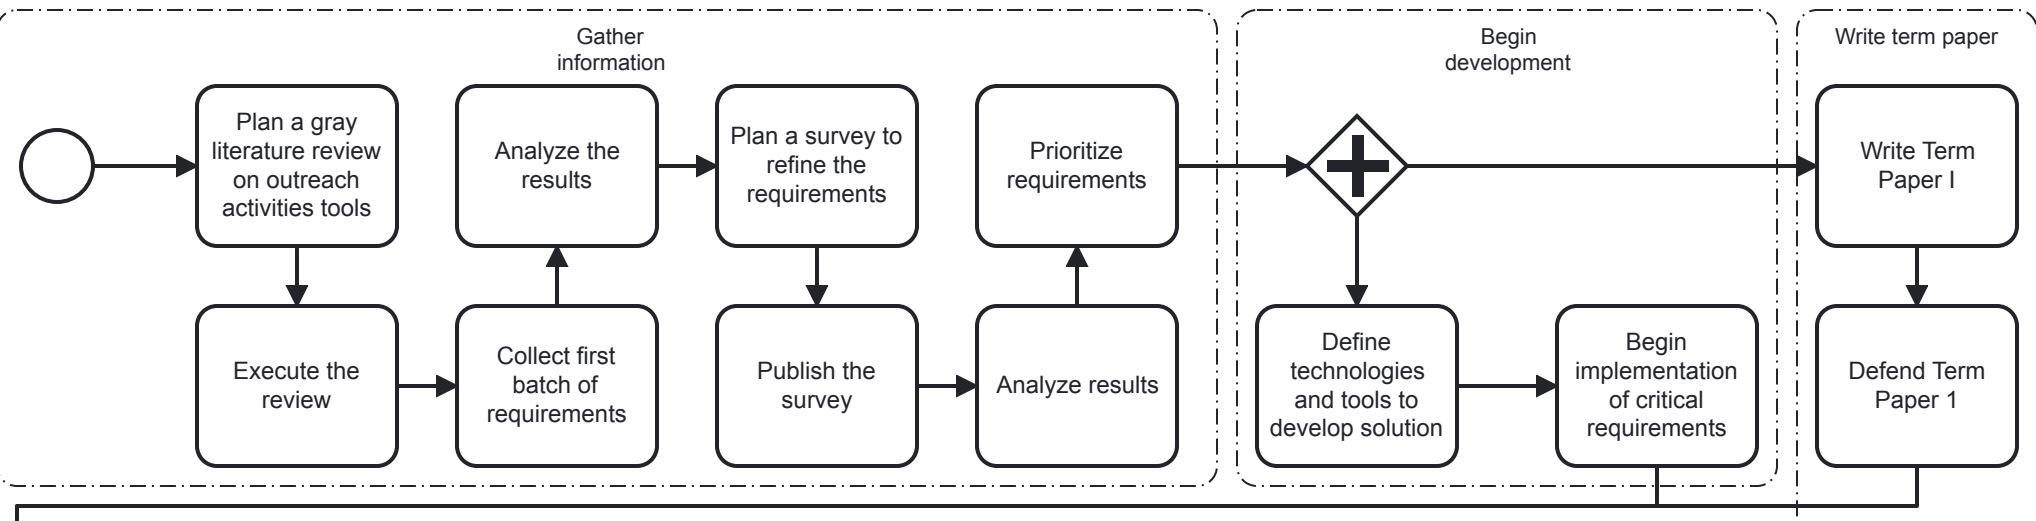 Gather
information
Begin
development
Write term paper
Plan a gray
literature review
on outreach
activities tools
Analyze the
results
Plan a survey to
refine the
requirements
Prioritize
requirements
Write Term
Paper I
Execute the
review
Collect first
batch of
requirements
Publish the
survey
Analyze results
Define
technologies
and tools to
develop solution
Begin
implementation
of critical
requirements
Defend Term
Paper 1